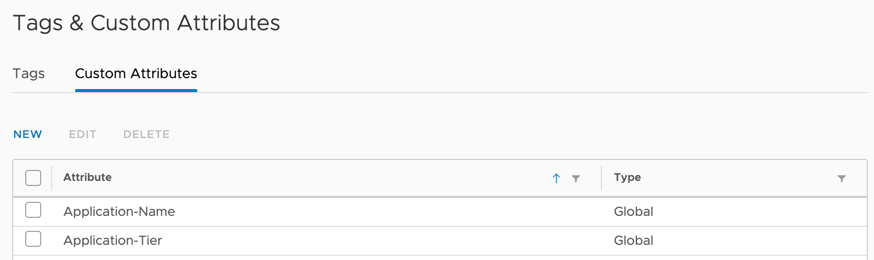 Tags & Custom Attributes
Tags Custom Attributes
NEW EDIT DELETE
Attribute Type
Application-Name Global
Application-Tier Global